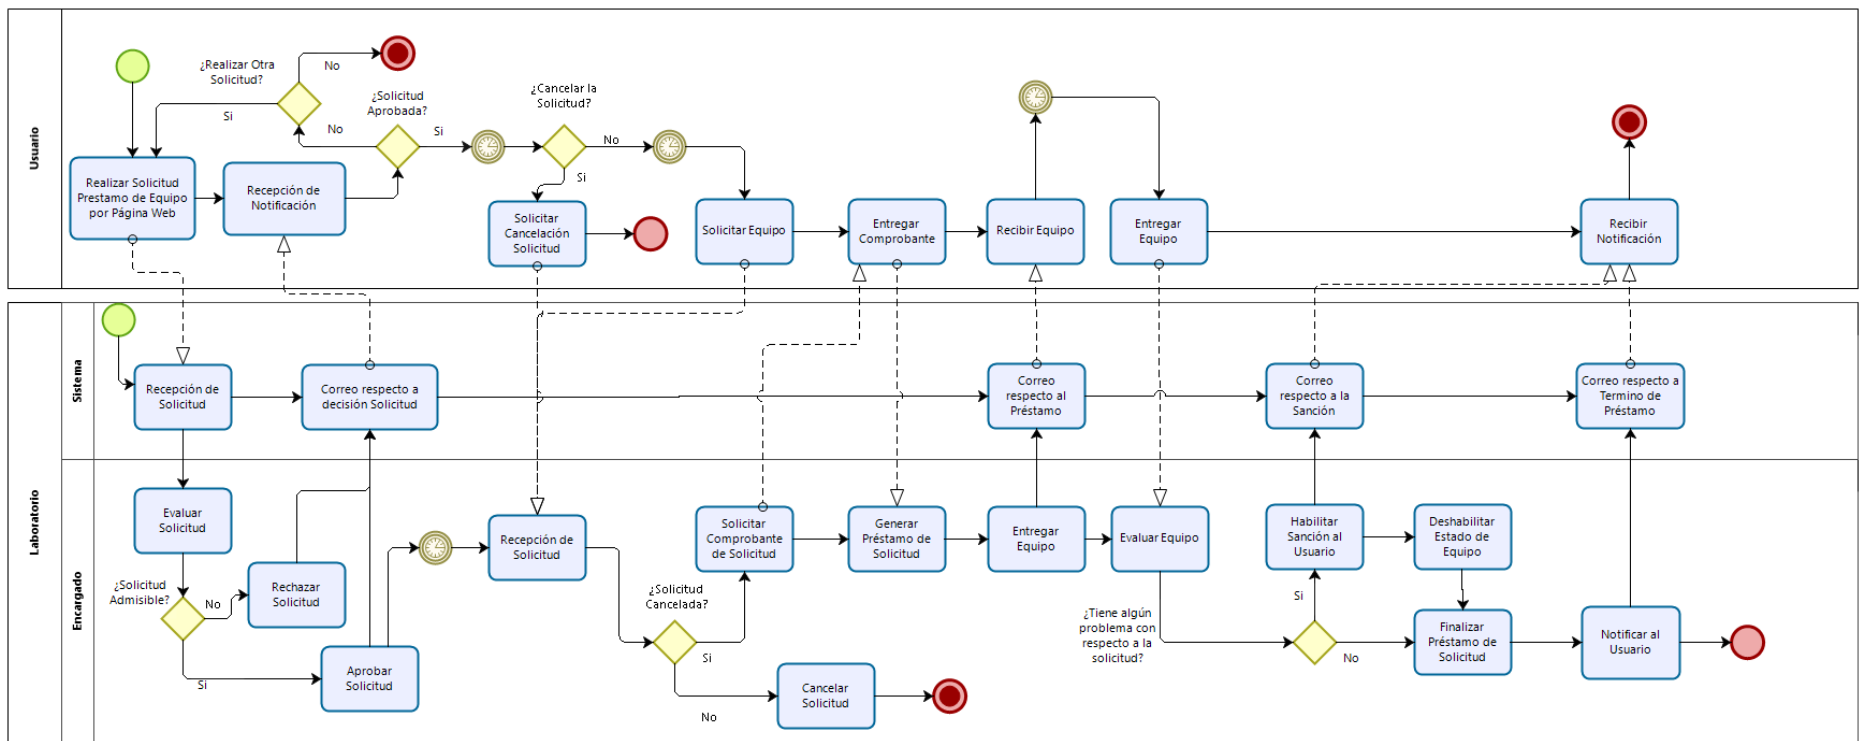 Usuario
¿Realizar Otra
Solicitud?
No
Si
¿Solicitud
Aprobada?
No
Si
¿Cancelar la
Solicitud?
No
Si
Realizar Solicitud
Prestamo de Equipo
por Página Web
Recepción de
Notificación
Solicitar
Cancelación
Solicitud
Solicitar Equipo
Entregar
Comprobante
Recibir Equipo
Entregar
Equipo
Recibir
Notificación
Laboratorio
Sistema
Recepción de
Solicitud
Correo respecto a
decisión Solicitud
Correo
respecto al
Préstamo
Correo
respecto a la
Sanción
Correo respecto a
Termino de
Préstamo
Encargado
Evaluar
Solicitud
¿Solicitud
Admisible?
No
Si
Rechazar
Solicitud
Aprobar
Solicitud
Recepción de
Solicitud
¿Solicitud
Cancelada?
Si
No
Solicitar
Comprobante
de Solicitud
Cancelar
Solicitud
Generar
Préstamo de
Solicitud
Entregar
Equipo
Evaluar Equipo
¿Tiene algún
problema con
respecto a la
solicitud?
Si
No
Habilitar
Sanción al
Usuario
Deshabilitar
Estado de
Equipo
Finalizar
Préstamo de
Solicitud
Notificar al
Usuario